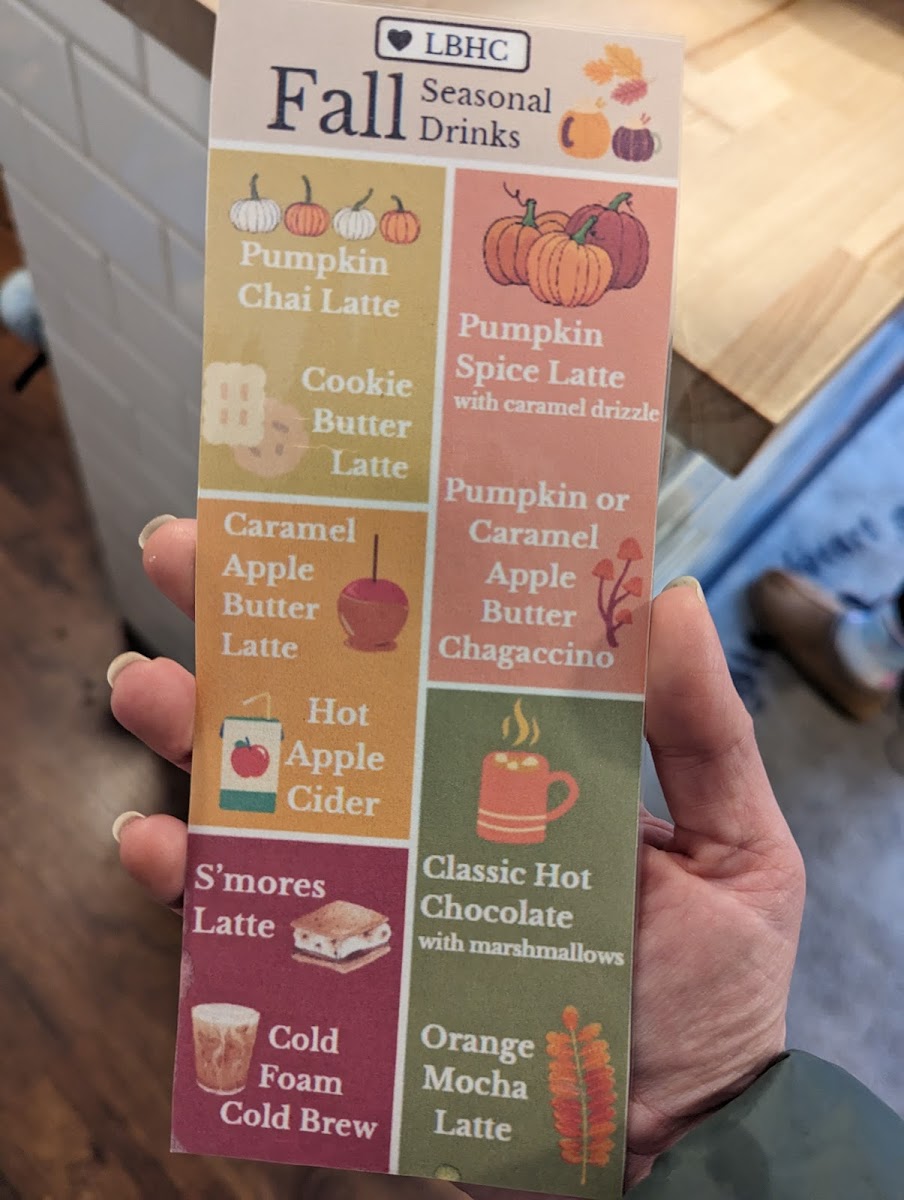 LBHC
Fall
Seasonal
Drinks
Pumpkin
Chai Latte
Cookie
Butter
Latte
Caramel
Apple
Butter
Latte
Hot
Apple
Cider
S'mores
Latte
Cold
Foam
Cold Brew
Pumpkin
Spice Latte
with caramel drizzle
Pumpkin or
Caramel
Apple
Butter
Chagaccino
Classic Hot
Chocolate
with marshmallows
Orange
Mocha
Latte